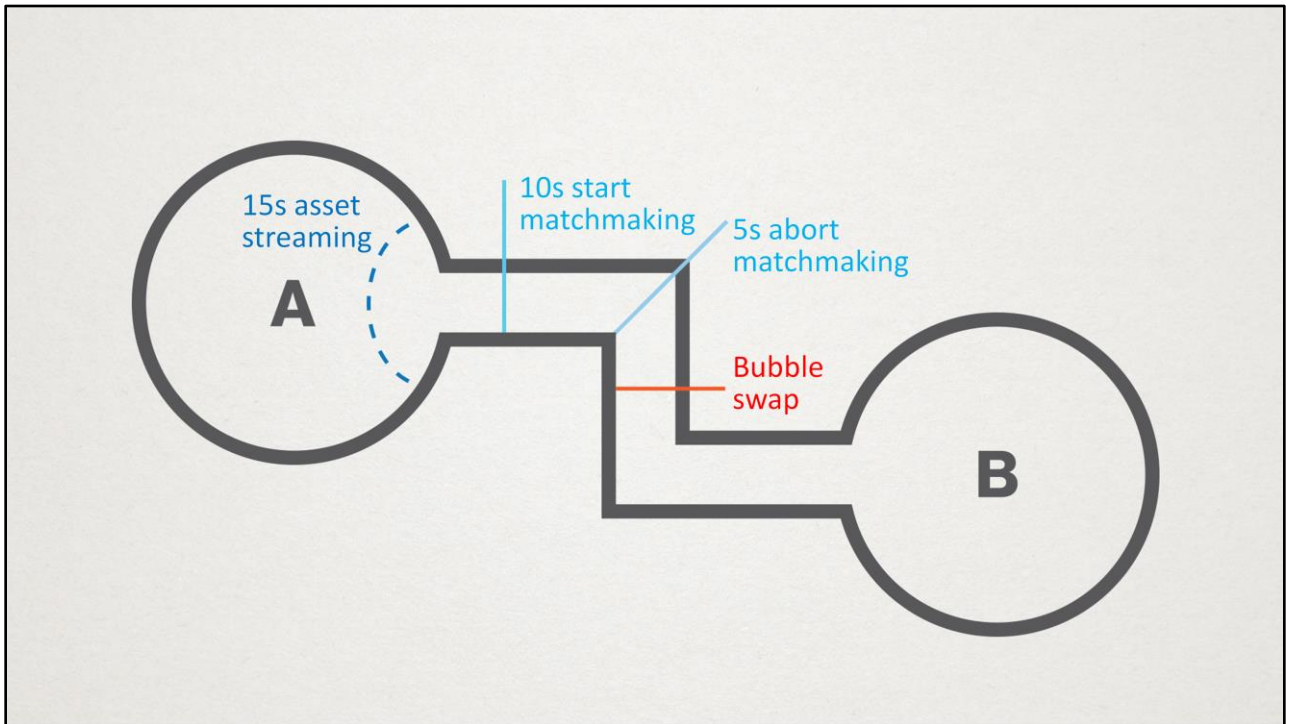 15s asset
streaming
A
10s start
matchmaking
5s abort
matchmaking
Bubble
swap
B